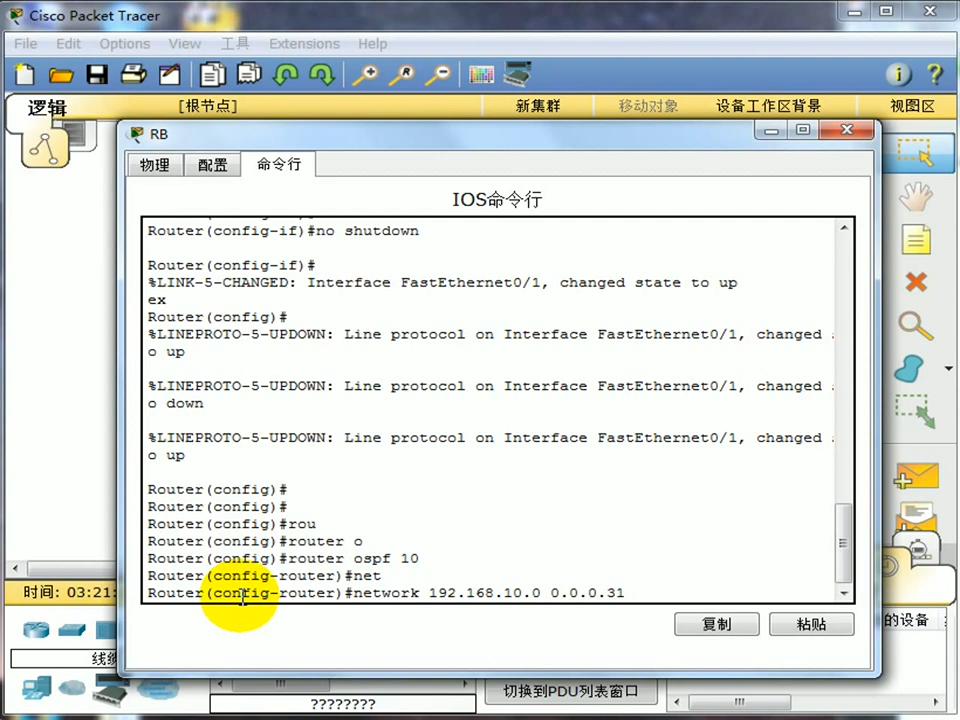 Cisco Packet Tracer
File Edit Options View 工具 Extensions Help
逻辑 [根节点] 新集群 移动对象 设备工作区背景 视图区
RB
物理 配置 命令行
IOS命令行
Router(config-if)#no shutdown
Router(config-if)#
%LINK-5-CHANGED: Interface FastEthernet0/1, changed state to up
ex
Router(config)#
%LINEPROTO-5-UPDOWN: Line protocol on Interface FastEthernet0/1, changed
o up
%LINEPROTO-5-UPDOWN: Line protocol on Interface FastEthernet0/1, changed
o down
%LINEPROTO-5-UPDOWN: Line protocol on Interface FastEthernet0/1, changed
o up
Router(config)#
Router(config)#
Router(config)#rou
Router(config)#router o
Router(config)#router ospf 10
Router(config-router)#net
Router(config-router)#network 192.168.10.0 0.0.0.31
时间: 03:21:
复制 粘贴
的设备
线缆
切换到PDU列表窗口
????????